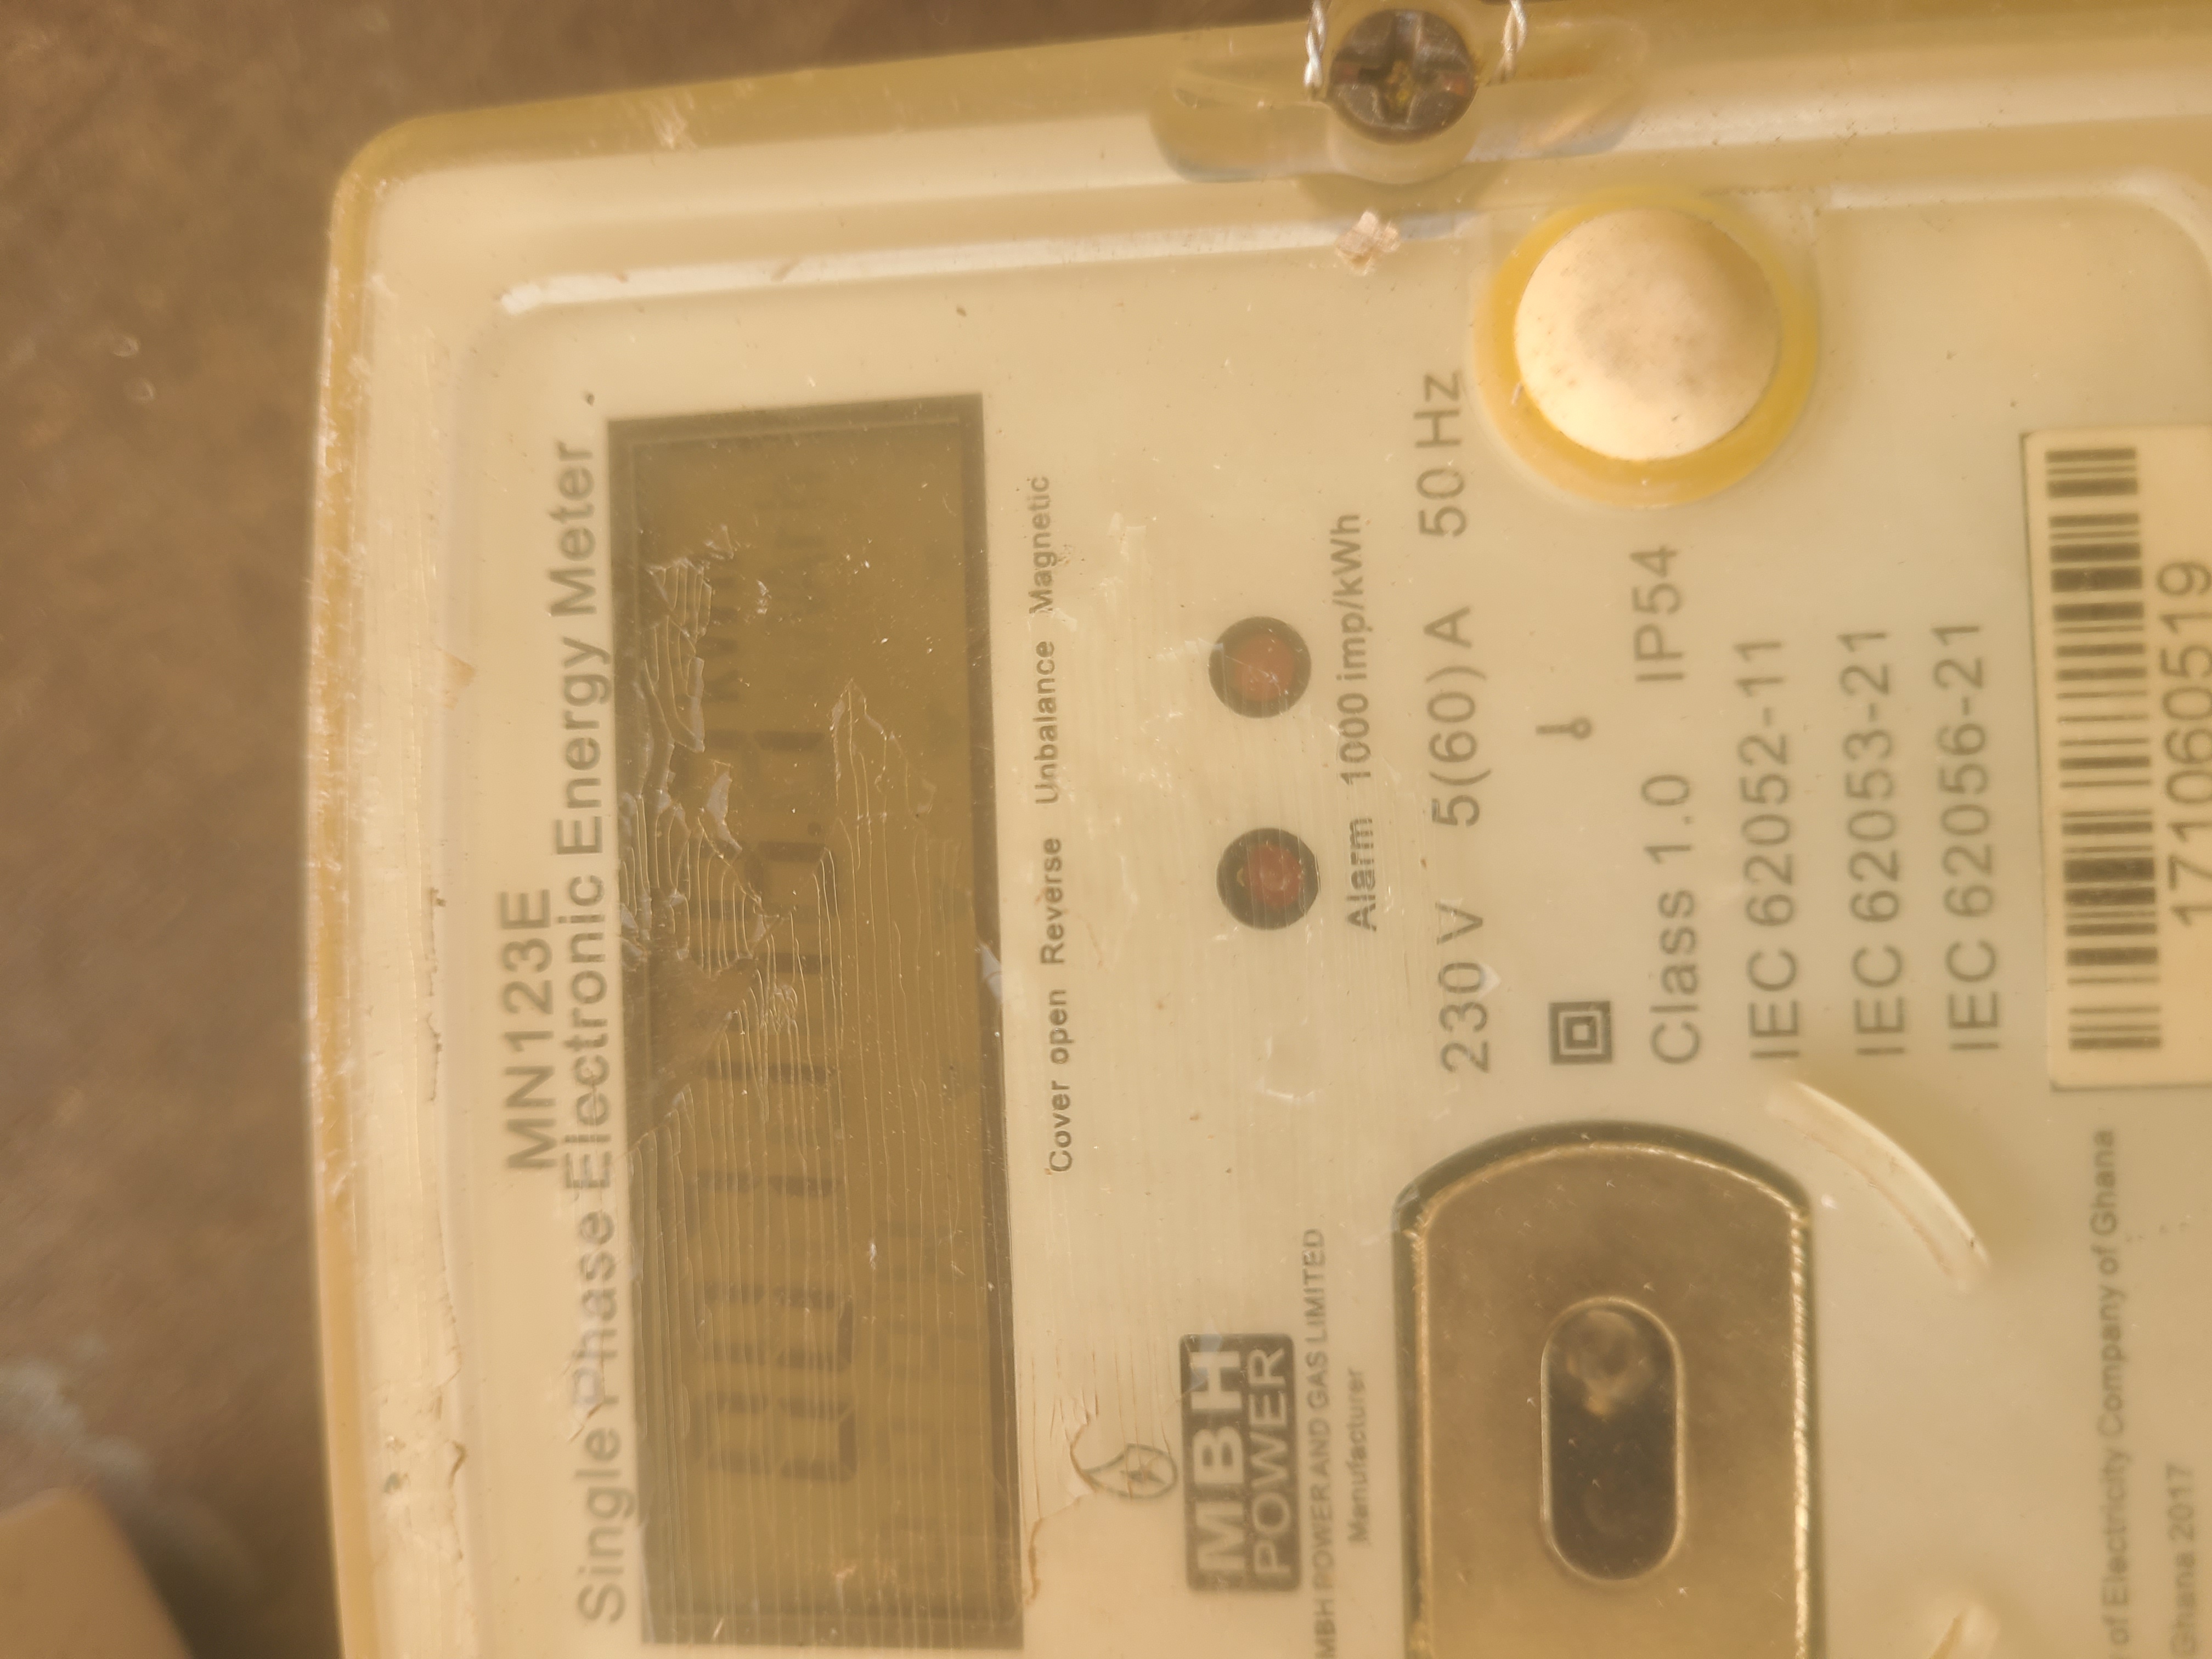 MN123E
Single Phase Electronic Energy Meter
kWh
Cover open Reverse Unbalance Magnetic
MBH
POWER
MBH POWER AND GAS LIMITED
Manufacturer
Alarm 1000 imp/kWh
230 V 5(60) A 50 Hz
Class 1.0 IP54
IEC 62052-11
IEC 62053-21
IEC 62056-21
of Electricity Company of Ghana
Ghana 2017
171060519